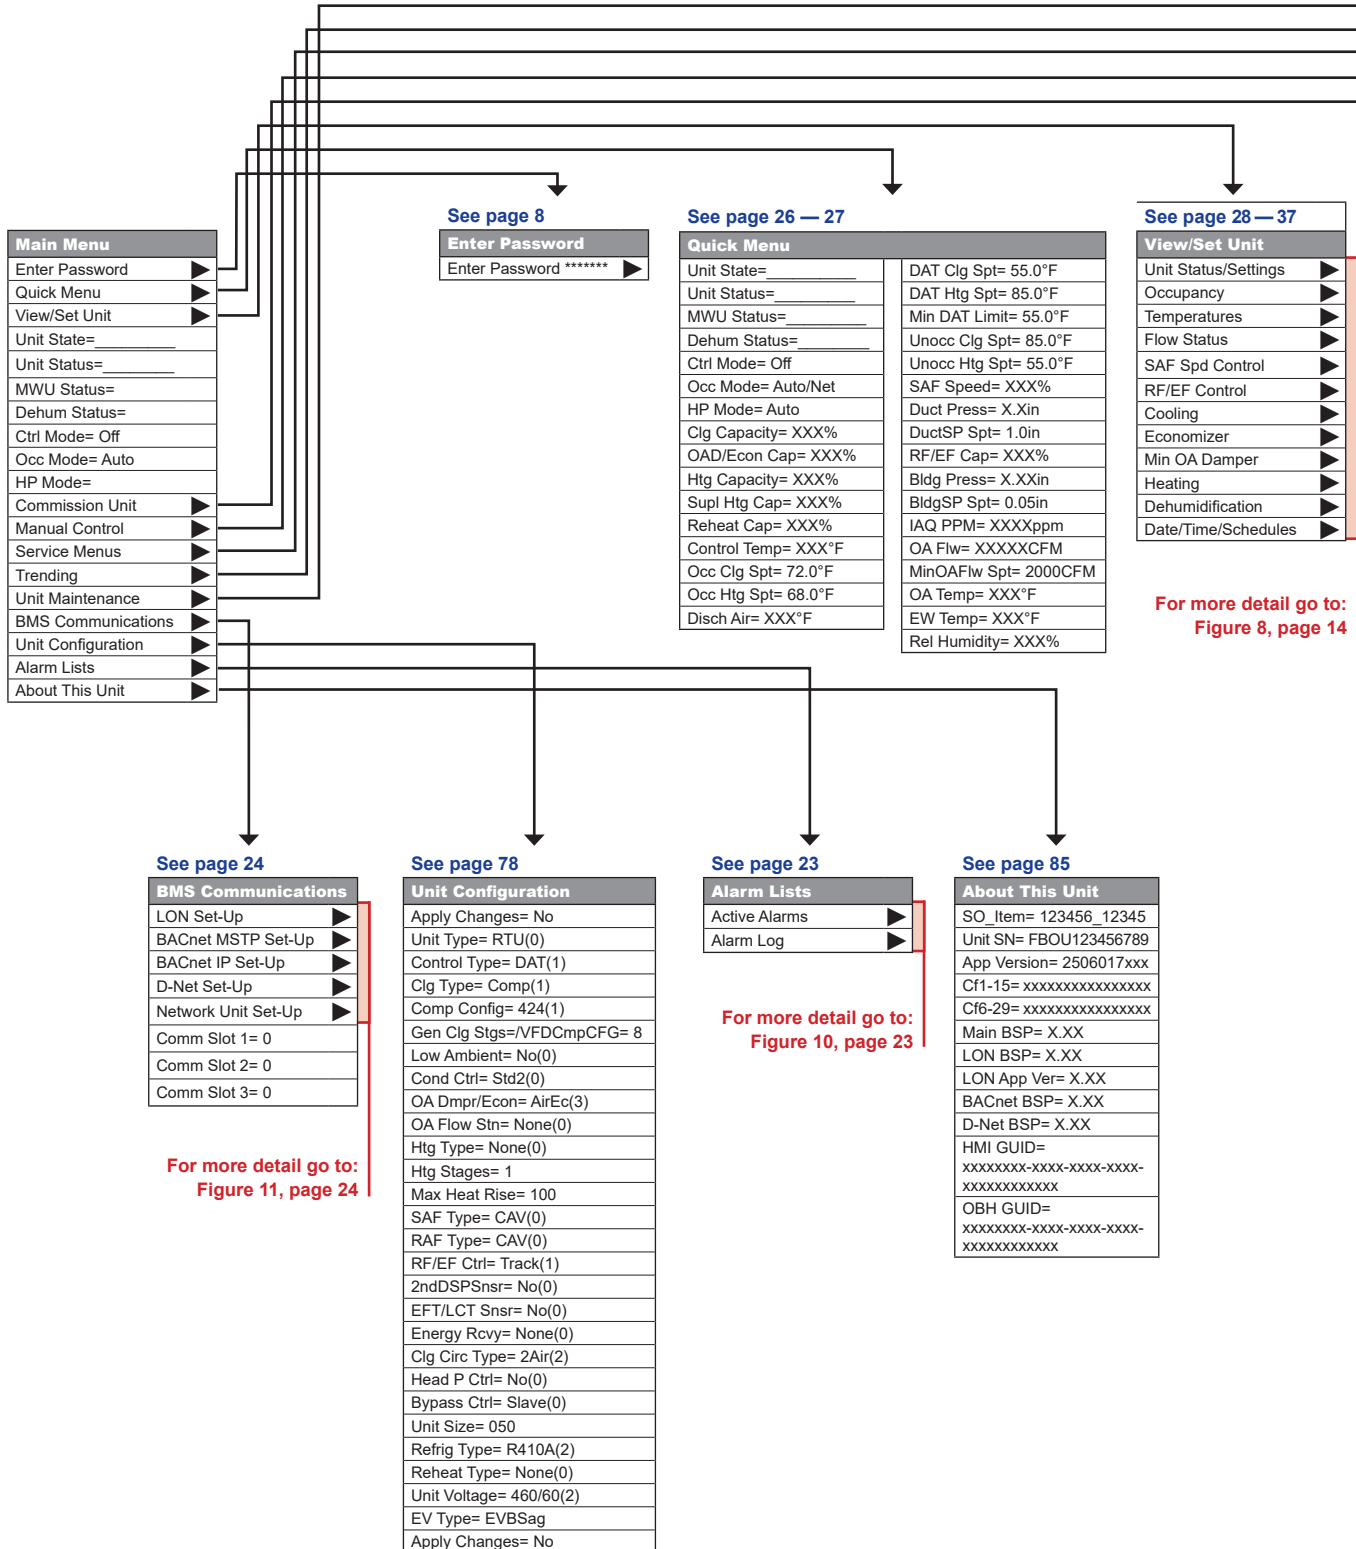 See page 8
Enter Password
Enter Password *******
See page 26 — 27
Quick Menu
Unit State=__________
Unit Status=_________
MWU Status=_________
Dehum Status=________
Ctrl Mode= Off
Occ Mode= Auto/Net
HP Mode= Auto
Clg Capacity= XXX%
OAD/Econ Cap= XXX%
Htg Capacity= XXX%
Supl Htg Cap= XXX%
Reheat Cap= XXX%
Control Temp= XXX°F
Occ Clg Spt= 72.0°F
Occ Htg Spt= 68.0°F
Disch Air= XXX°F
DAT Clg Spt= 55.0°F
DAT Htg Spt= 85.0°F
Min DAT Limit= 55.0°F
Unocc Clg Spt= 85.0°F
Unocc Htg Spt= 55.0°F
SAF Speed= XXX%
Duct Press= X.Xin
DuctSP Spt= 1.0in
RF/EF Cap= XXX%
Bldg Press= X.XXin
BldgSP Spt= 0.05in
IAQ PPM= XXXXppm
OA Flw= XXXXXCFM
MinOAFlw Spt= 2000CFM
OA Temp= XXX°F
EW Temp= XXX°F
Rel Humidity= XXX%
See page 28 — 37
View/Set Unit
Unit Status/Settings
Occupancy
Temperatures
Flow Status
SAF Spd Control
RF/EF Control
Cooling
Economizer
Min OA Damper
Heating
Dehumidification
Date/Time/Schedules
For more detail go to:
Figure 8, page 14
Main Menu
Enter Password
Quick Menu
View/Set Unit
Unit State=_________
Unit Status=________
MWU Status=
Dehum Status=
Ctrl Mode= Off
Occ Mode= Auto
HP Mode=
Commission Unit
Manual Control
Service Menus
Trending
Unit Maintenance
BMS Communications
Unit Configuration
Alarm Lists
About This Unit
See page 24
BMS Communications
LON Set-Up
BACnet MSTP Set-Up
BACnet IP Set-Up
D-Net Set-Up
Network Unit Set-Up
Comm Slot 1= 0
Comm Slot 2= 0
Comm Slot 3= 0
For more detail go to:
Figure 11, page 24
See page 78
Unit Configuration
Apply Changes= No
Unit Type= RTU(0)
Control Type= DAT(1)
Clg Type= Comp(1)
Comp Config= 424(1)
Gen Clg Stgs=/VFDCmpCFG= 8
Low Ambient= No(0)
Cond Ctrl= Std2(0)
OA Dmpr/Econ= AirEc(3)
OA Flow Stn= None(0)
Htg Type= None(0)
Htg Stages= 1
Max Heat Rise= 100
SAF Type= CAV(0)
RAF Type= CAV(0)
RF/EF Ctrl= Track(1)
2ndDSPSnsr= No(0)
EFT/LCT Snsr= No(0)
Energy Rcvy= None(0)
Clg Circ Type= 2Air(2)
Head P Ctrl= No(0)
Bypass Ctrl= Slave(0)
Unit Size= 050
Refrig Type= R410A(2)
Reheat Type= None(0)
Unit Voltage= 460/60(2)
EV Type= EVBSag
Apply Changes= No
See page 23
Alarm Lists
Active Alarms
Alarm Log
For more detail go to:
Figure 10, page 23
See page 85
About This Unit
SO_Item= 123456_12345
Unit SN= FBOU123456789
App Version= 2506017xxx
Cf1-15= xxxxxxxxxxxxxxxx
Cf6-29= xxxxxxxxxxxxxxxx
Main BSP= X.XX
LON BSP= X.XX
LON App Ver= X.XX
BACnet BSP= X.XX
D-Net BSP= X.XX
HMI GUID=
xxxxxxxx-xxxx-xxxx-xxxx-
xxxxxxxxxxxx
OBH GUID=
xxxxxxxx-xxxx-xxxx-xxxx-
xxxxxxxxxxxx